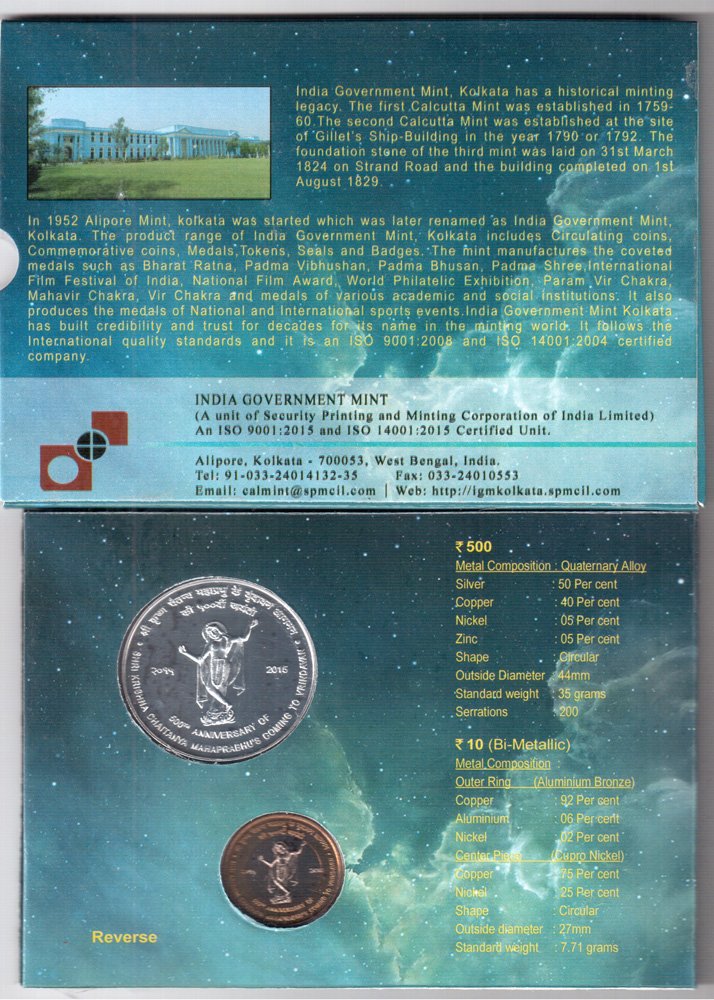 India Government Mint, Kolkata has a historical minting
legacy. The first Calcutta Mint was established in 1759-
60.The second Calcutta Mint was established at the site
of Gillet's Ship-Building in the year 1790 or 1792. The
foundation stone of the third mint was laid on 31st March
1824 on Strand Road and the building completed on 1st
August 1829.
In 1952 Alipore Mint, kolkata was started which was later renamed as India Government Mint,
Kolkata. The product range of India Government Mint, Kolkata includes Circulating coins,
Commemorative coins, Medals,Tokens, Seals and Badges. The mint manufactures the coveted
medals such as Bharat Ratna, Padma Vibhushan, Padma Bhusan, Padma Shree,International
Film Festival of India, National Film Award, World Philatelic Exhibition, Param Vir Chakra,
Mahavir Chakra, Vir Chakra and medals of various academic and social institutions. It also
produces the medals of National and International sports events.India Government Mint Kolkata
has built credibility and trust for decades for its name in the minting world. It follows the
International quality standards and it is an ISO 9001:2008 and ISO 14001:2004 certified
company.
INDIA GOVERNMENT MINT
(A unit of Security Printing and Minting Corporation of India Limited)
An ISO 9001:2015 and ISO 14001:2015 Certified Unit.
Alipore, Kolkata - 700053, West Bengal, India.
Tel: 91-033-24014132-35 Fax: 033-24010553
Email: calmint@spmcil.com | Web: http://igmkolkata.spmcil.com
श्री कृष्ण चैतन्य महाप्रभु के वृंदावन आगमन
की ५००वीं जयंती
२०१५ 2015
500TH ANNIVERSARY OF
SHRI KRISHNA CHAITANYA MAHAPRABHU'S COMING TO VRINDAVAN
₹ 500
Metal Composition : Quaternary Alloy
Silver : 50 Per cent
Copper : 40 Per cent
Nickel : 05 Per cent
Zinc : 05 Per cent
Shape : Circular
Outside Diameter : 44mm
Standard weight : 35 grams
Serrations : 200
₹ 10 (Bi-Metallic)
Metal Composition :
Outer Ring (Aluminium Bronze)
Copper : 92 Per cent
Aluminium : 06 Per cent
Nickel : 02 Per cent
Center Piece (Cupro Nickel)
Copper : 75 Per cent
Nickel : 25 Per cent
Shape : Circular
Outside diameter : 27mm
Standard weight : 7.71 grams
Reverse